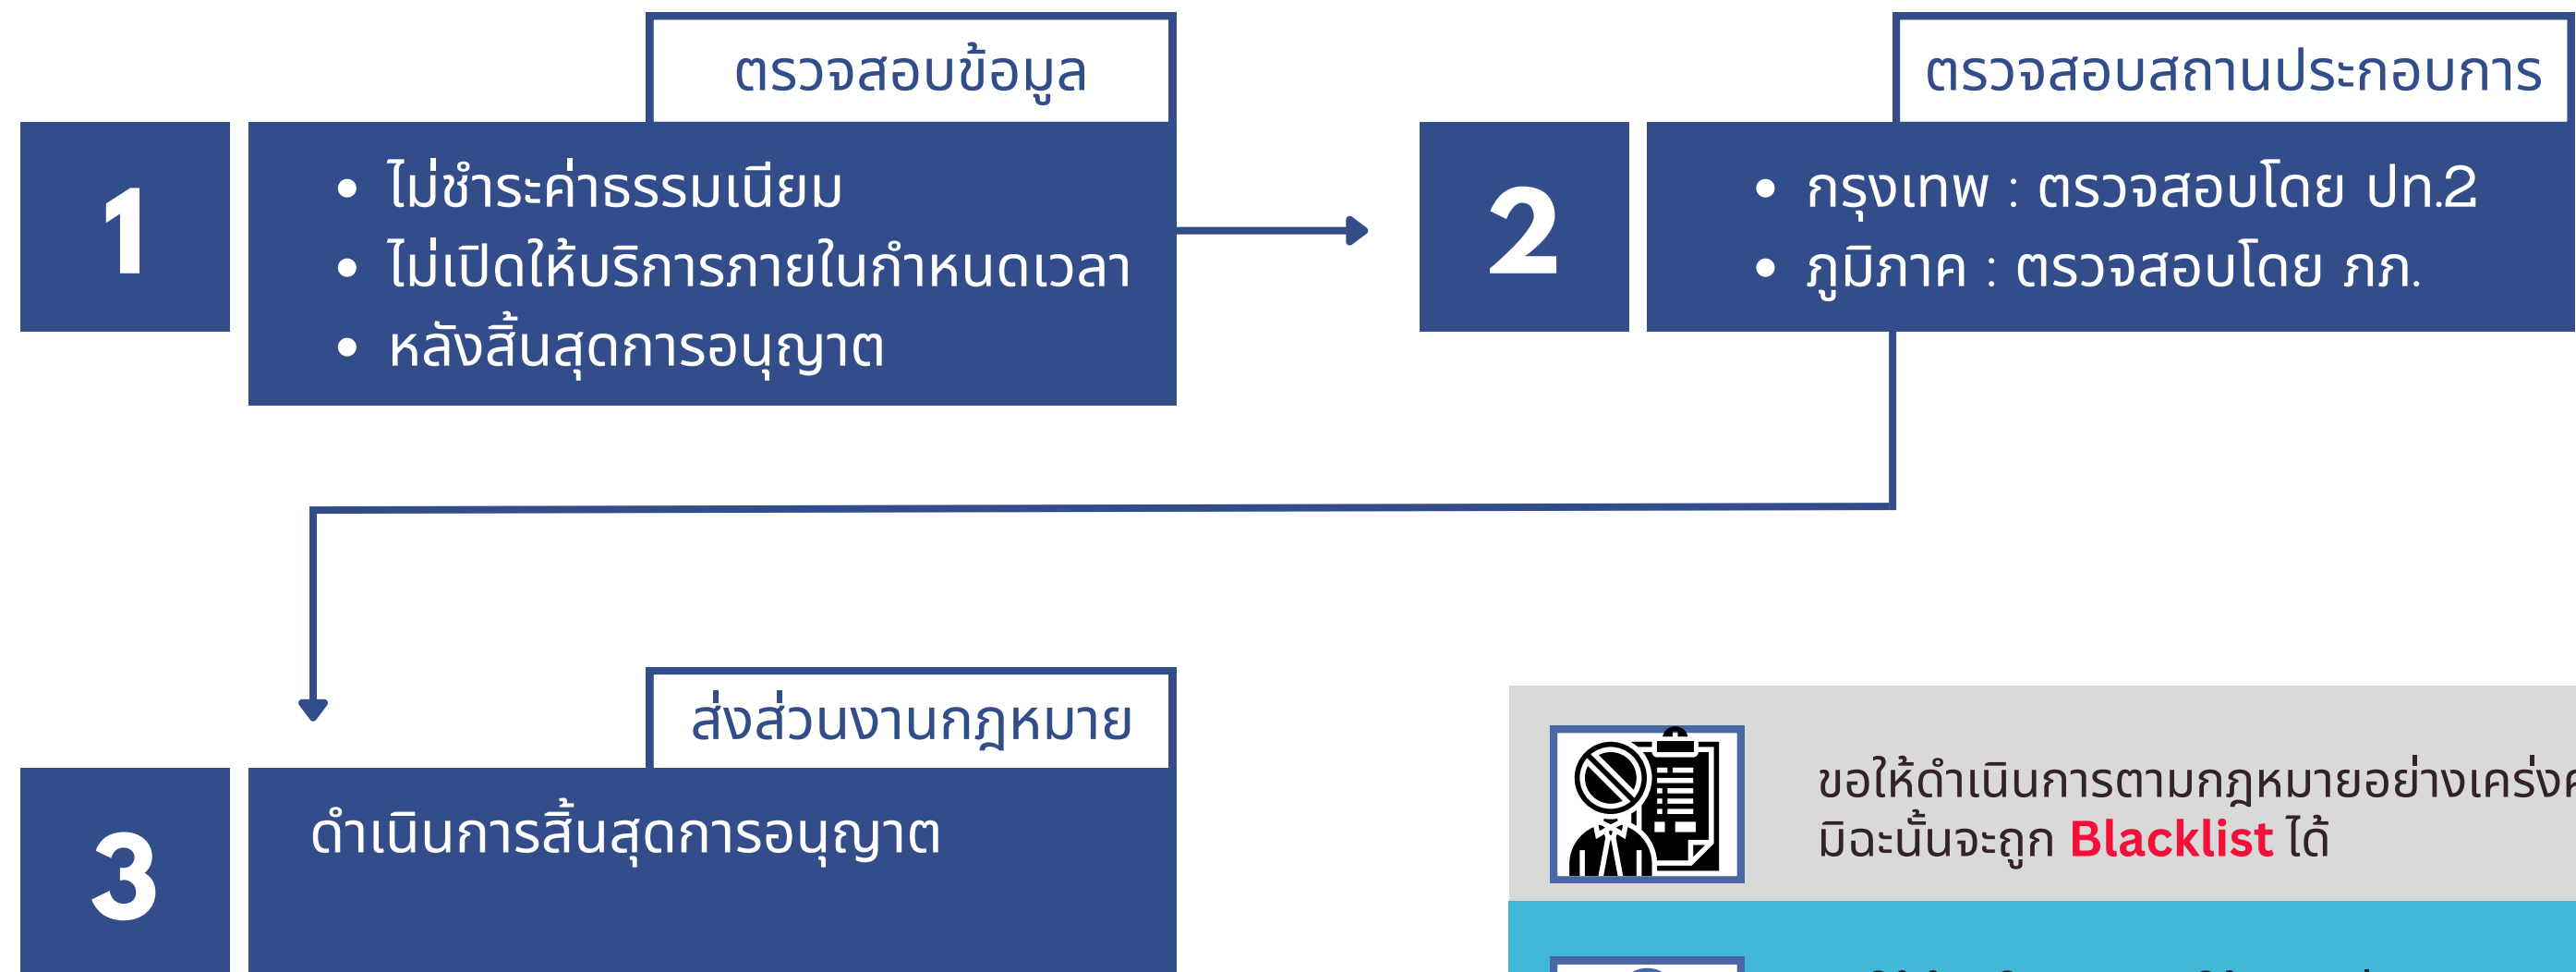 ตรวจสอบข้อมูล
1
• ไม่ชำระค่าธรรมเนียม
• ไม่เปิดให้บริการภายในกำหนดเวลา
• หลังสิ้นสุดการอนุญาต
ตรวจสอบสถานประกอบการ
2
• กรุงเทพ : ตรวจสอบโดย ปท.2
• ภูมิภาค : ตรวจสอบโดย ภภ.
ส่งส่วนงานกฎหมาย
3
ดำเนินการสิ้นสุดการอนุญาต
ขอให้ดำเนินการตามกฎหมายอย่างเคร่ง
มิฉะนั้นจะถูก Blacklist ได้